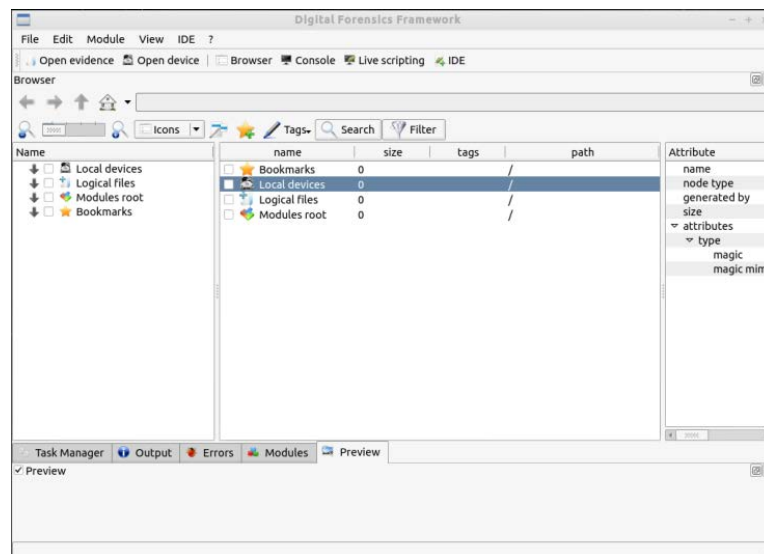 Digital Forensics Framework
File Edit Module View IDE ?
Open evidence Open device Browser Console Live scripting IDE
Browser
Icons Tags Search Filter
Name name size tags path Attribute
Local devices Bookmarks 0 / name
Logical files Local devices 0 / node type
Modules root Logical files 0 / generated by
Bookmarks Modules root 0 / size
attributes
type
magic
magic mim
Task Manager Output Errors Modules Preview
Preview